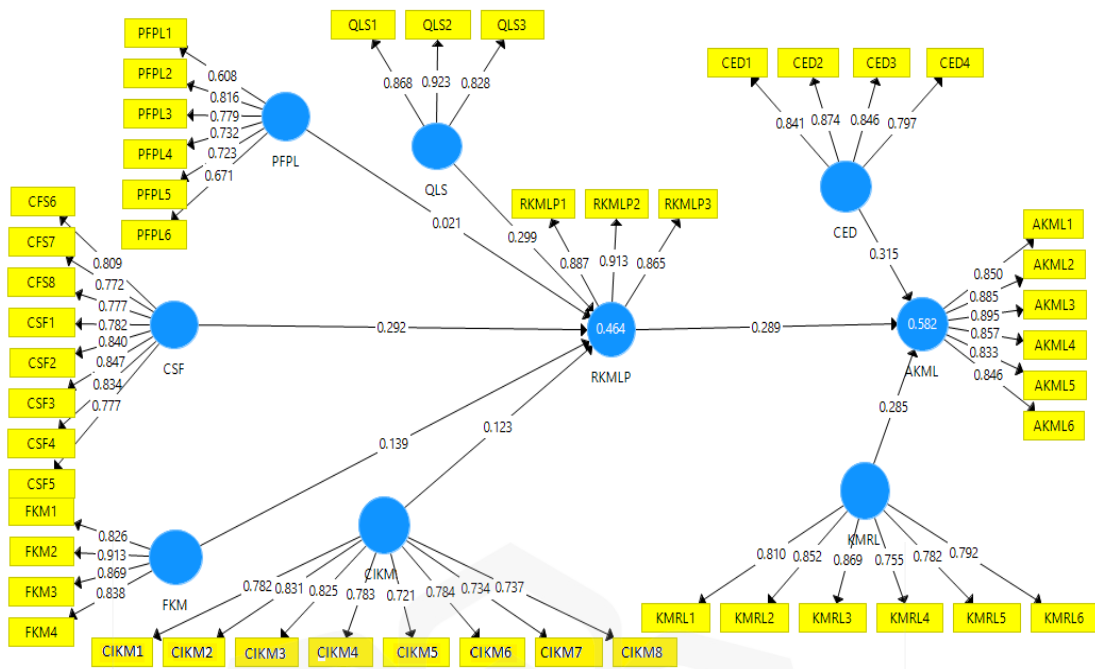 PFPL1
PFPL2
PFPL3
PFPL4
PFPL5
PFPL6
0.608
0.816
0.779
0.732
0.723
0.671
PFPL
QLS1
QLS2
QLS3
0.868
0.923
0.828
QLS
CED1
CED2
CED3
CED4
0.841
0.874
0.846
0.797
CED
CFS6
CFS7
CFS8
CSF1
CSF2
CSF3
CSF4
CSF5
0.809
0.772
0.777
0.782
0.840
0.847
0.834
0.777
CSF
0.021
0.299
0.292
0.139
0.123
RKMLP1
RKMLP2
RKMLP3
0.887
0.913
0.865
0.464
RKMLP
0.289
0.315
0.285
AKML1
AKML2
AKML3
AKML4
AKML5
AKML6
0.850
0.885
0.895
0.857
0.833
0.846
0.582
AKML
FKM1
FKM2
FKM3
FKM4
0.826
0.913
0.869
0.838
FKM
CIKM
0.782
0.831
0.825
0.783
0.721
0.784
0.734
0.737
CIKM1
CIKM2
CIKM3
CIKM4
CIKM5
CIKM6
CIKM7
CIKM8
KMRL
0.810
0.852
0.869
0.755
0.782
0.792
KMRL1
KMRL2
KMRL3
KMRL4
KMRL5
KMRL6